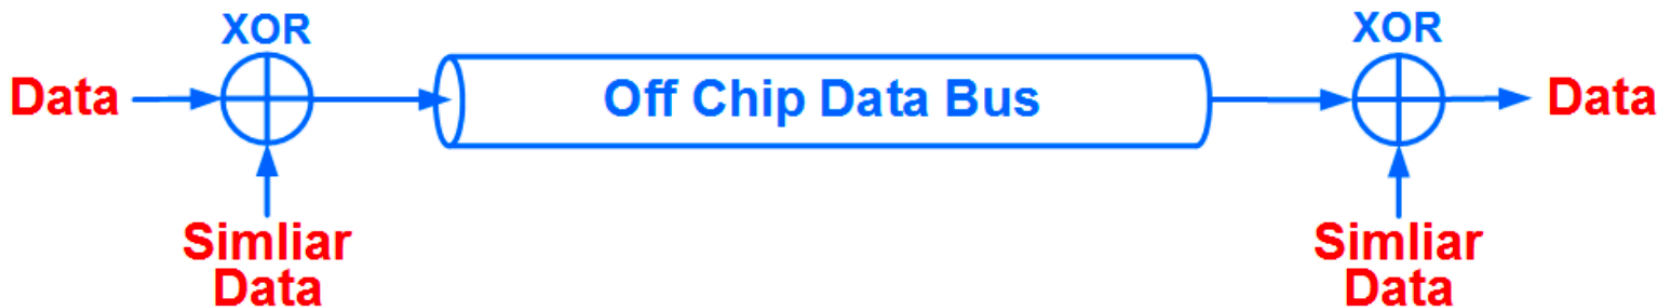 XOR
XOR
Data
Off Chip Data Bus
Data
Simliar
Data
Simliar
Data